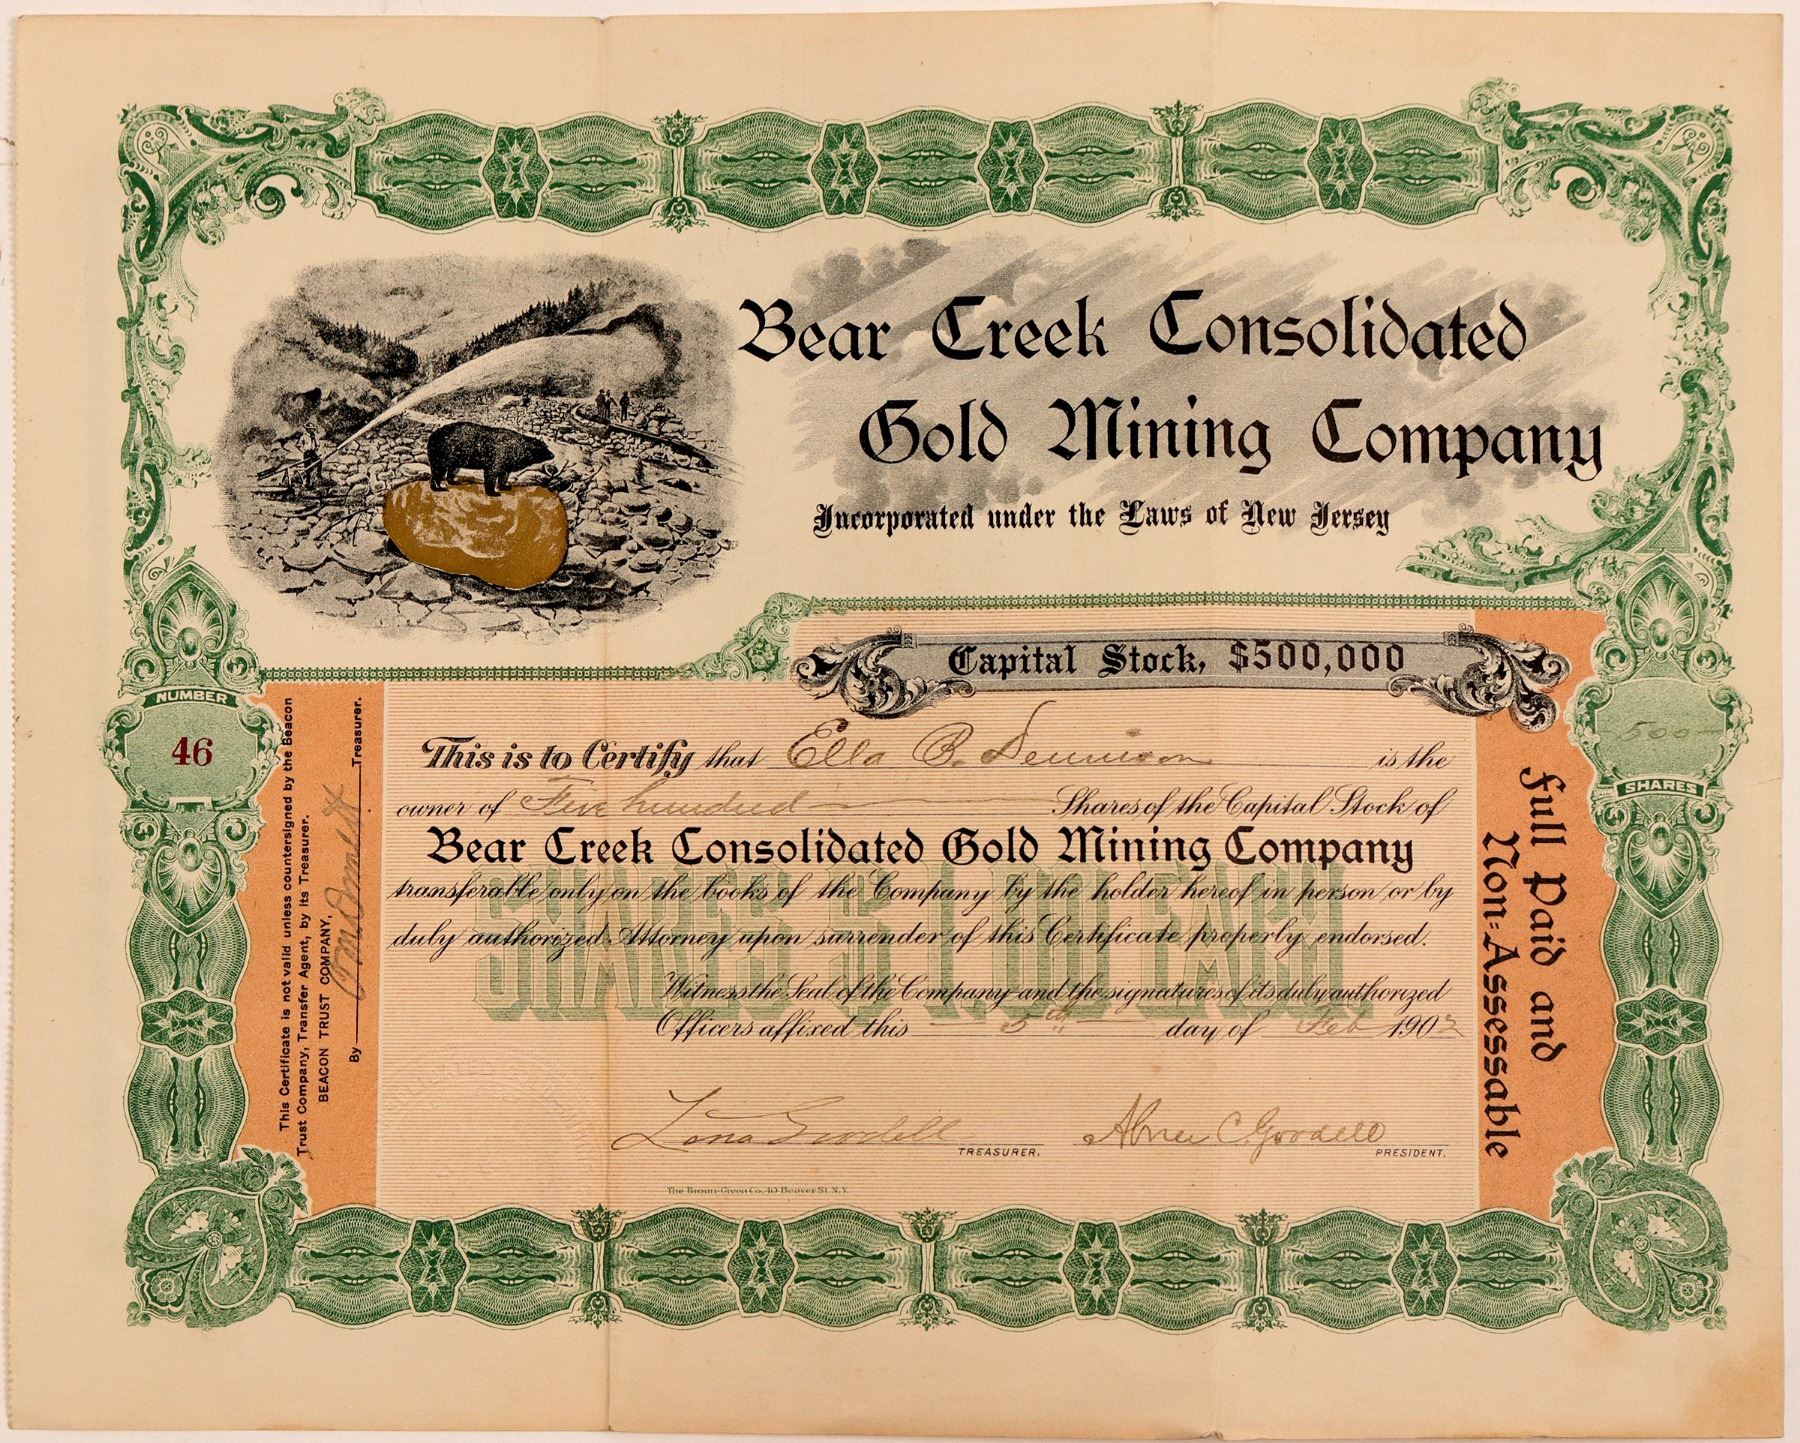 Bear Creek Consolidated
Gold Mining Company
Incorporated under the Laws of New Jersey
Capital Stock, $500,000
NUMBER
46
500
SHARES
This is to Certify that Ella B. Dennison is the
owner of Five hundred Shares of the Capital Stock of
Bear Creek Consolidated Gold Mining Company
transferable only on the books of the Company by the holder hereof in person or by
duly authorized Attorney upon surrender of this Certificate properly endorsed.
SHARES $1.00 EACH
Witness the Seal of the Company and the signatures of its duly authorized
Officers affixed this 5th day of Feb 1902
Lona Goodell
TREASURER.
Abner C. Goodell
PRESIDENT.
The Broun-Green Co., 40 Beaver St. N.Y.
This Certificate is not valid unless countersigned by the Beacon
Trust Company, Transfer Agent, by its Treasurer.
BEACON TRUST COMPANY,
By Treasurer.
Full Paid and
Non-Assessable